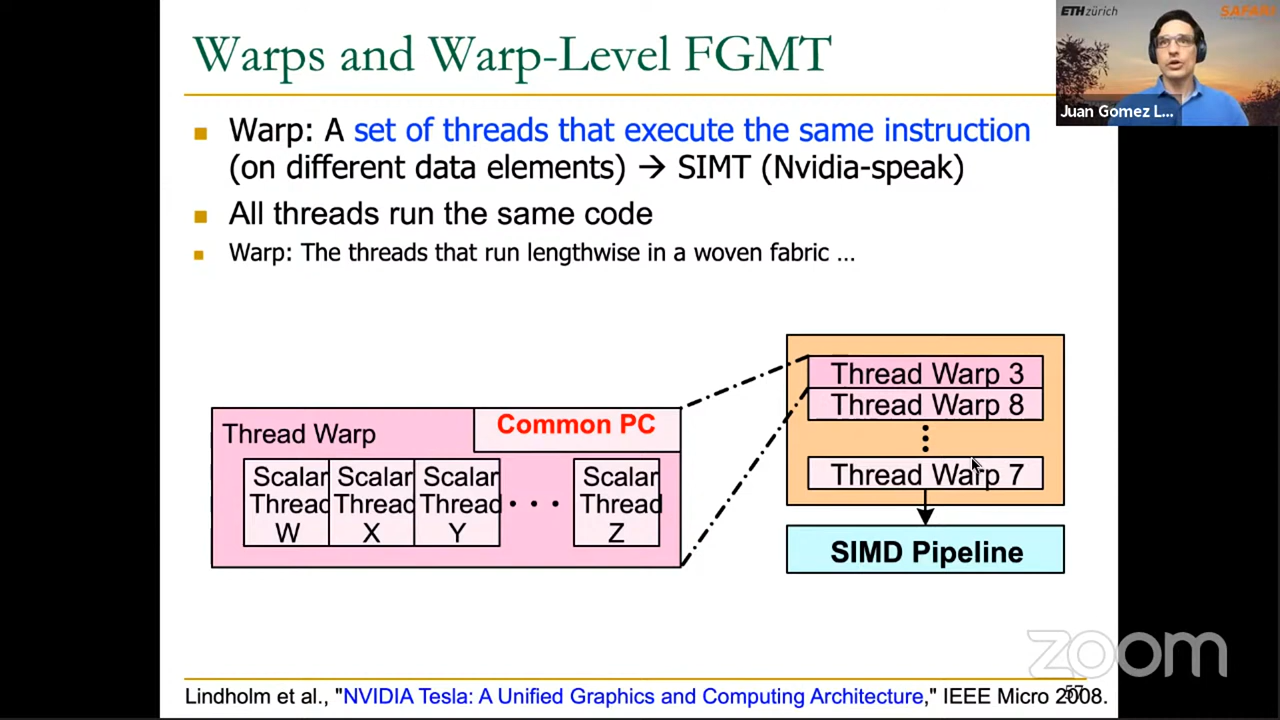 Warps and Warp-Level FGMT
ETH zürich
SAFARI
Juan Gomez L...
Warp: A set of threads that execute the same instruction
(on different data elements) → SIMT (Nvidia-speak)
All threads run the same code
Warp: The threads that run lengthwise in a woven fabric ...
Thread Warp
Common PC
Scalar Thread W
Scalar Thread X
Scalar Thread Y
. . .
Scalar Thread Z
Thread Warp 3
Thread Warp 8
Thread Warp 7
SIMD Pipeline
zoom
Lindholm et al., "NVIDIA Tesla: A Unified Graphics and Computing Architecture," IEEE Micro 2008.
57